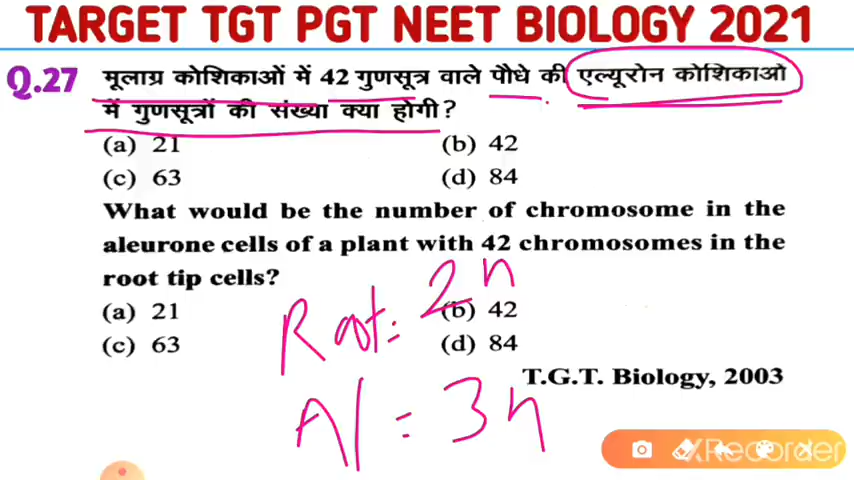 TARGET TGT PGT NEET BIOLOGY 2021
Q.27 मूलाग्र कोशिकाओं में 42 गुणसूत्र वाले पौधे की एल्यूरोन कोशिकाओं
में गुणसूत्रों की संख्या क्या होगी?
(a) 21 (b) 42
(c) 63 (d) 84
What would be the number of chromosome in the
aleurone cells of a plant with 42 chromosomes in the
root tip cells?
(a) 21 (b) 42
(c) 63 (d) 84
Root = 2n
T.G.T. Biology, 2003
Al = 3n
XRecorder